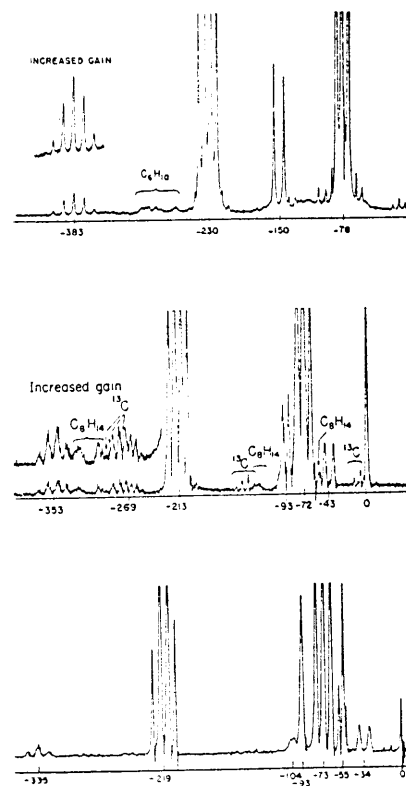 INCREASED GAIN
C₆H₁₀
-383 -230 -150 -78
Increased gain
¹³C
C₈H₁₄
C₈H₁₄
¹³C C₈H₁₄ ¹³C
-353 -269 -213 -93 -72 -43 0
-335 -219 -104 -73 -55 -34 0
-93